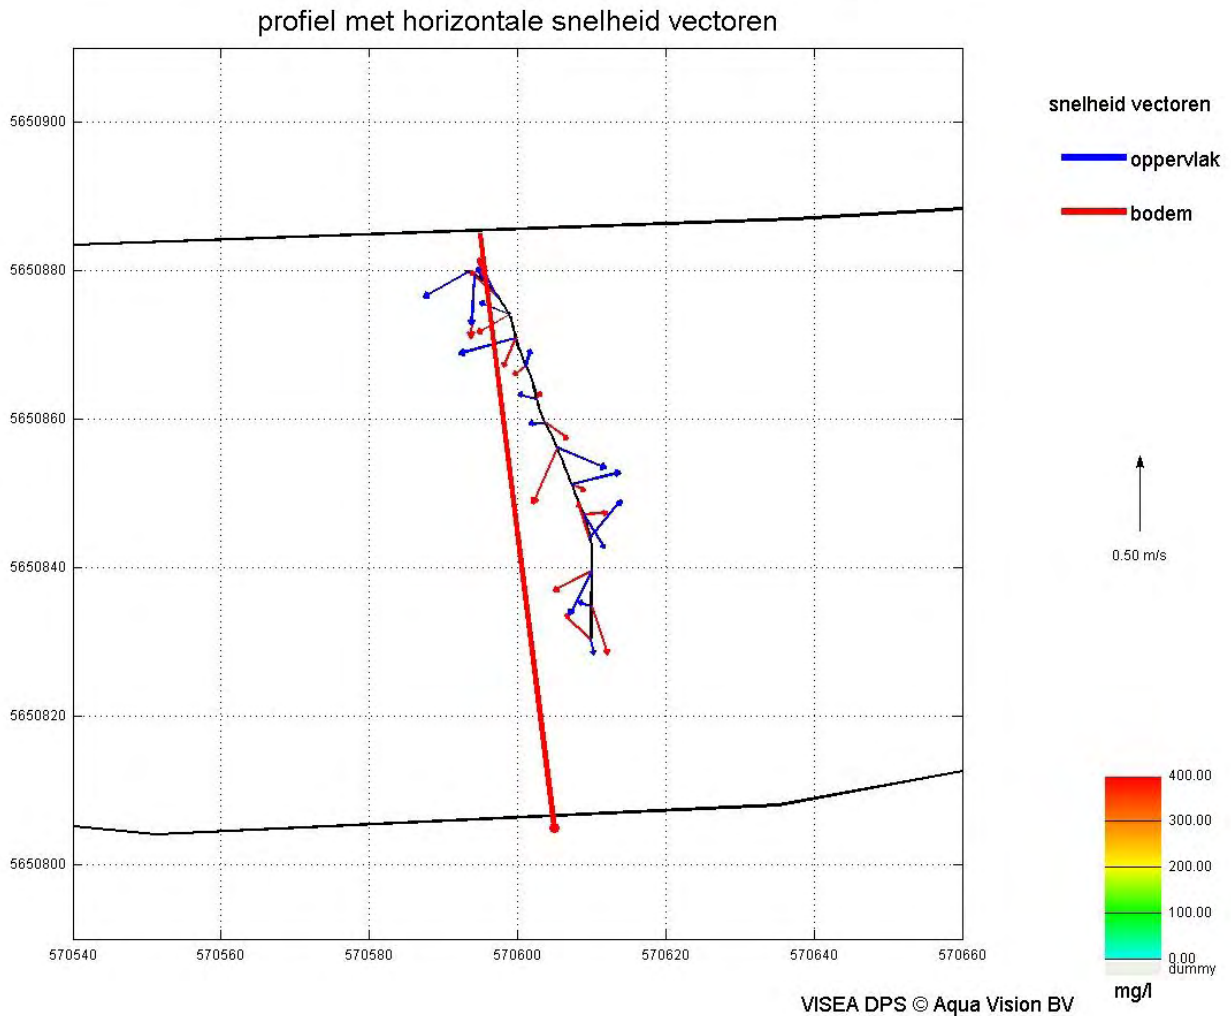 profiel met horizontale snelheid vectoren
snelheid vectoren
oppervlak
bodem
5650900
5650880
5650860
5650840
5650820
5650800
0.50 m/s
400.00
300.00
200.00
100.00
0.00
dummy
mg/l
570540 570560 570580 570600 570620 570640 570660
VISEA DPS © Aqua Vision BV